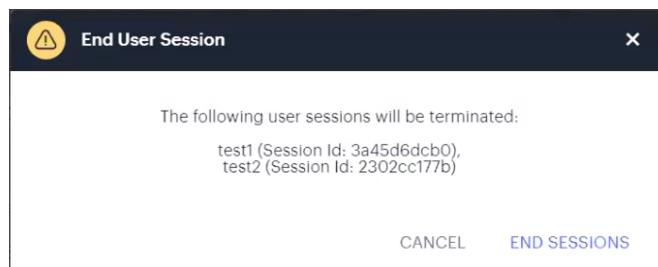 End User Session
The following user sessions will be terminated:
test1 (Session Id: 3a45d6dcb0),
test2 (Session Id: 2302cc177b)
CANCEL END SESSIONS